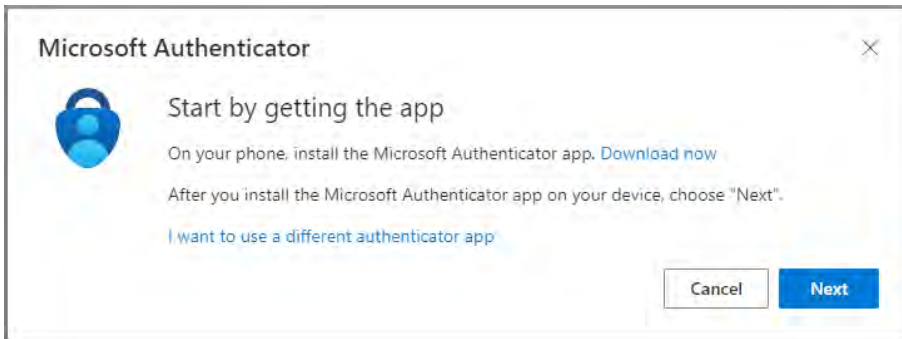 Microsoft Authenticator
Start by getting the app
On your phone, install the Microsoft Authenticator app. Download now
After you install the Microsoft Authenticator app on your device, choose "Next".
I want to use a different authenticator app
Cancel Next